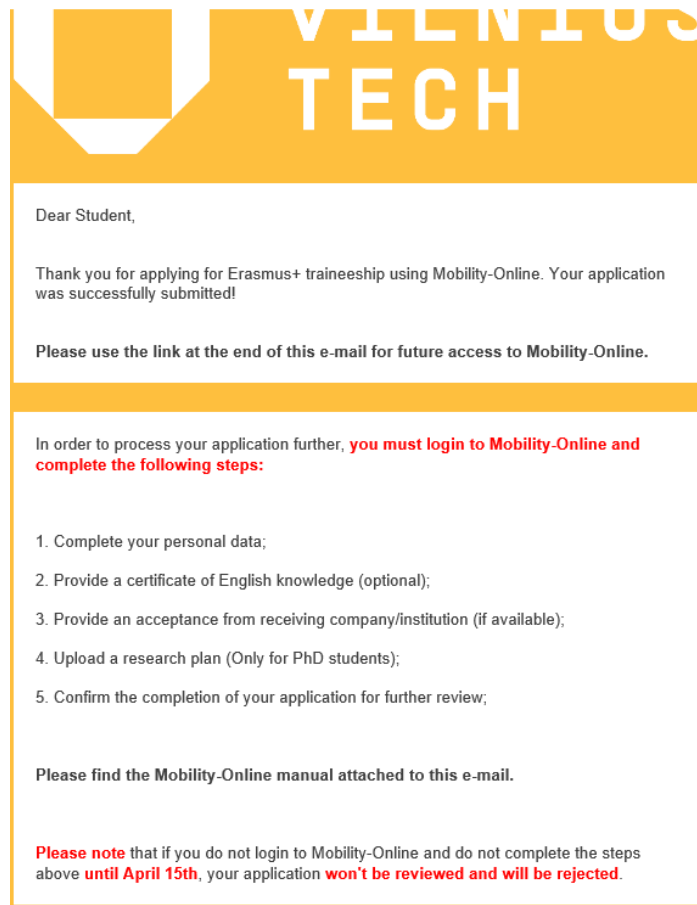 VILNIUS
TECH
Dear Student,
Thank you for applying for Erasmus+ traineeship using Mobility-Online. Your application
was successfully submitted!
Please use the link at the end of this e-mail for future access to Mobility-Online.
In order to process your application further, you must login to Mobility-Online and
complete the following steps:
1. Complete your personal data;
2. Provide a certificate of English knowledge (optional);
3. Provide an acceptance from receiving company/institution (if available);
4. Upload a research plan (Only for PhD students);
5. Confirm the completion of your application for further review;
Please find the Mobility-Online manual attached to this e-mail.
Please note that if you do not login to Mobility-Online and do not complete the steps
above until April 15th, your application won't be reviewed and will be rejected.